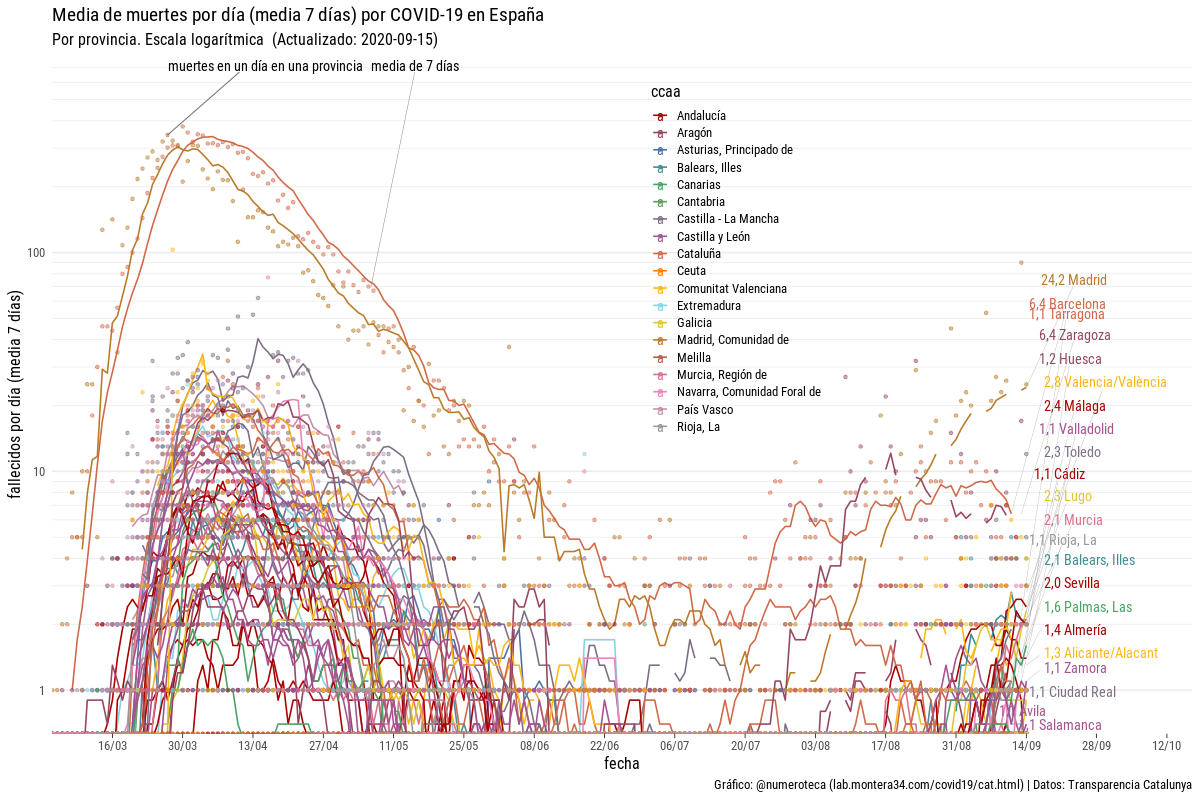 Media de muertes por día (media 7 días) por COVID-19 en España
Por provincia. Escala logarítmica (Actualizado: 2020-09-15)
muertes en un día en una provincia
media de 7 días
ccaa
Andalucía
Aragón
Asturias, Principado de
Balears, Illes
Canarias
Cantabria
Castilla - La Mancha
Castilla y León
Cataluña
Ceuta
Comunitat Valenciana
Extremadura
Galicia
Madrid, Comunidad de
Melilla
Murcia, Región de
Navarra, Comunidad Foral de
País Vasco
Rioja, La
fallecidos por día (media 7 días)
100
10
1
24,2 Madrid
6,4 Barcelona
1,1 Tarragona
6,4 Zaragoza
1,2 Huesca
2,8 Valencia/València
2,4 Málaga
1,1 Valladolid
2,3 Toledo
1,1 Cádiz
2,3 Lugo
2,1 Murcia
1,1 Rioja, La
2,1 Balears, Illes
2,0 Sevilla
1,6 Palmas, Las
1,4 Almería
1,3 Alicante/Alacant
1,1 Zamora
1,1 Ciudad Real
Ávila
1 Salamanca
16/03
30/03
13/04
27/04
11/05
25/05
08/06
22/06
06/07
20/07
03/08
17/08
31/08
14/09
28/09
12/10
fecha
Gráfico: @numeroteca (lab.montera34.com/covid19/cat.html) | Datos: Transparencia Catalunya